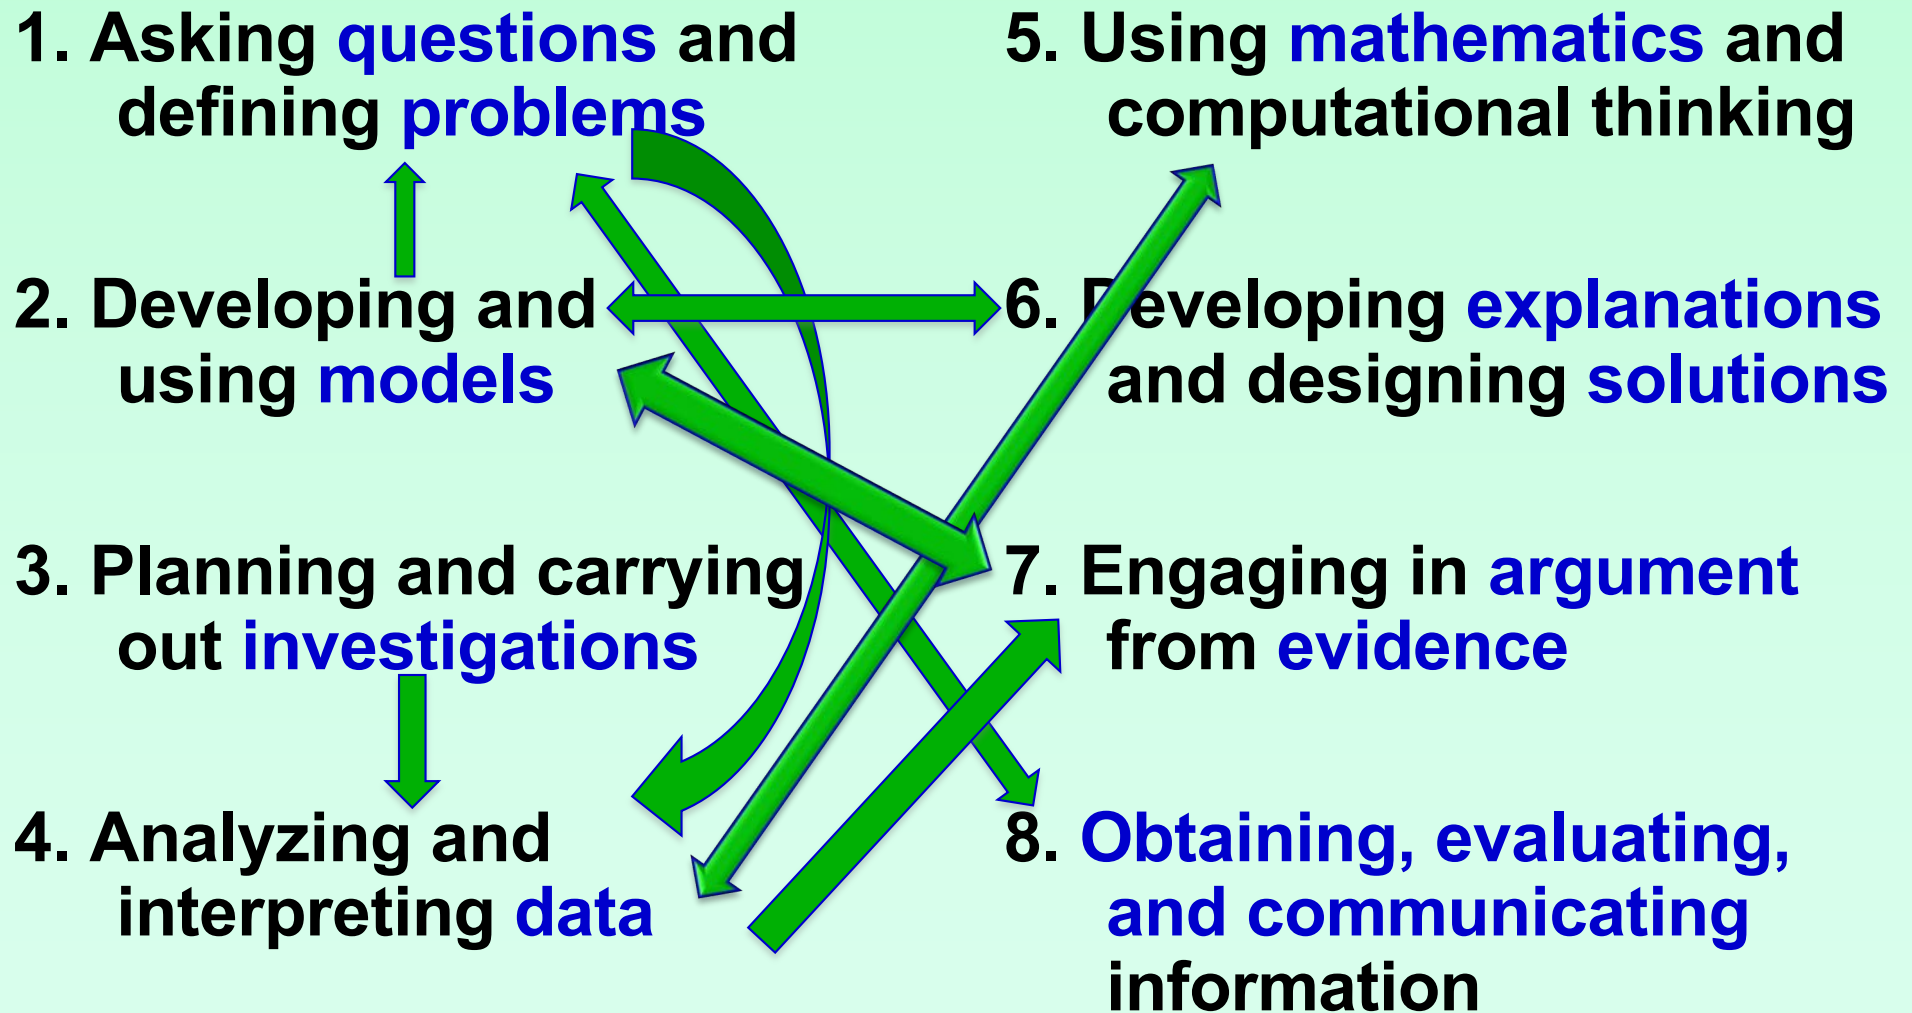 1. Asking questions and
defining problems
2. Developing and
using models
3. Planning and carrying
out investigations
4. Analyzing and
interpreting data
5. Using mathematics and
computational thinking
6. Developing explanations
and designing solutions
7. Engaging in argument
from evidence
8. Obtaining, evaluating,
and communicating
information